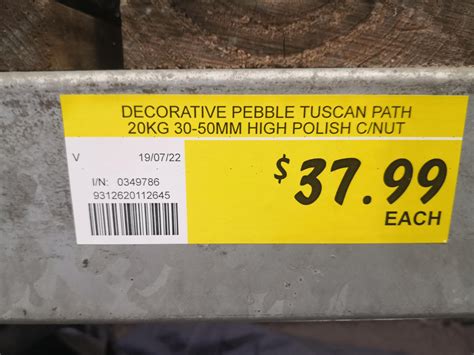 DECORATIVE PEBBLE TUSCAN PATH
20KG 30-50MM HIGH POLISH C/NUT
V 19/07/22
I/N: 0349786
9312620112645
$37.99
EACH